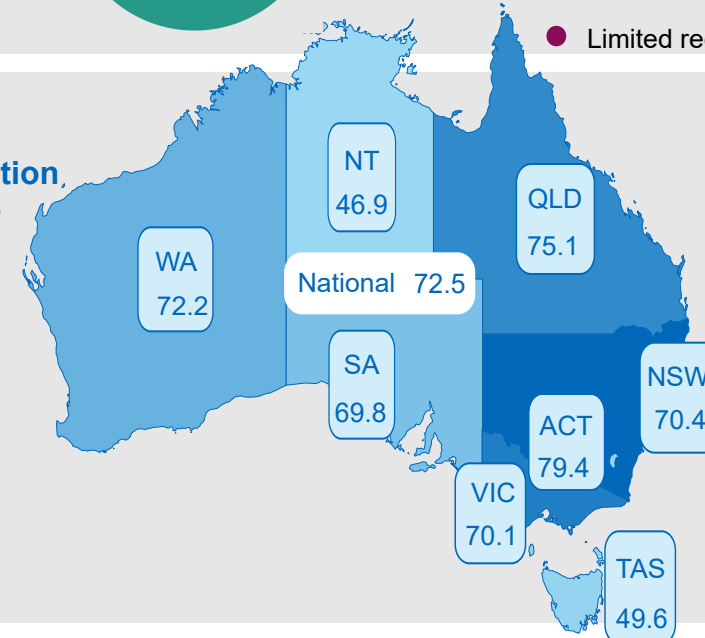 Limited
tion
NT
46.9
QLD
75.1
WA
72.2
National 72.5
SA
69.8
NSW
70.4
ACT
79.4
VIC
70.1
TAS
49.6